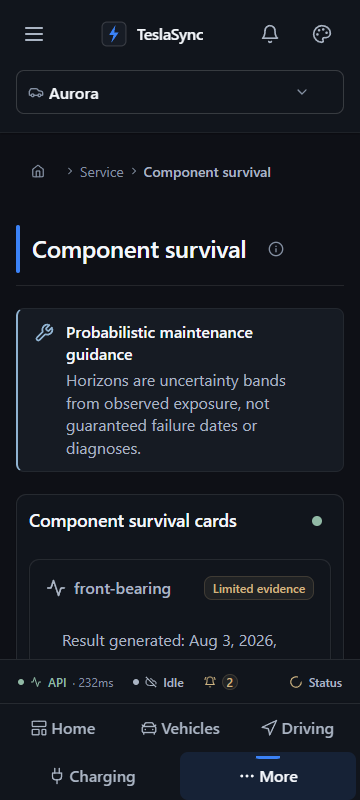 TeslaSync
Aurora
Service
Component survival
Component survival
Probabilistic maintenance
guidance
Horizons are uncertainty bands
from observed exposure, not
guaranteed failure dates or
diagnoses.
Component survival cards
front-bearing
Limited evidence
Result generated: Aug 3, 2026,
API · 232ms
Idle
2
Status
Home
Vehicles
Driving
Charging
More